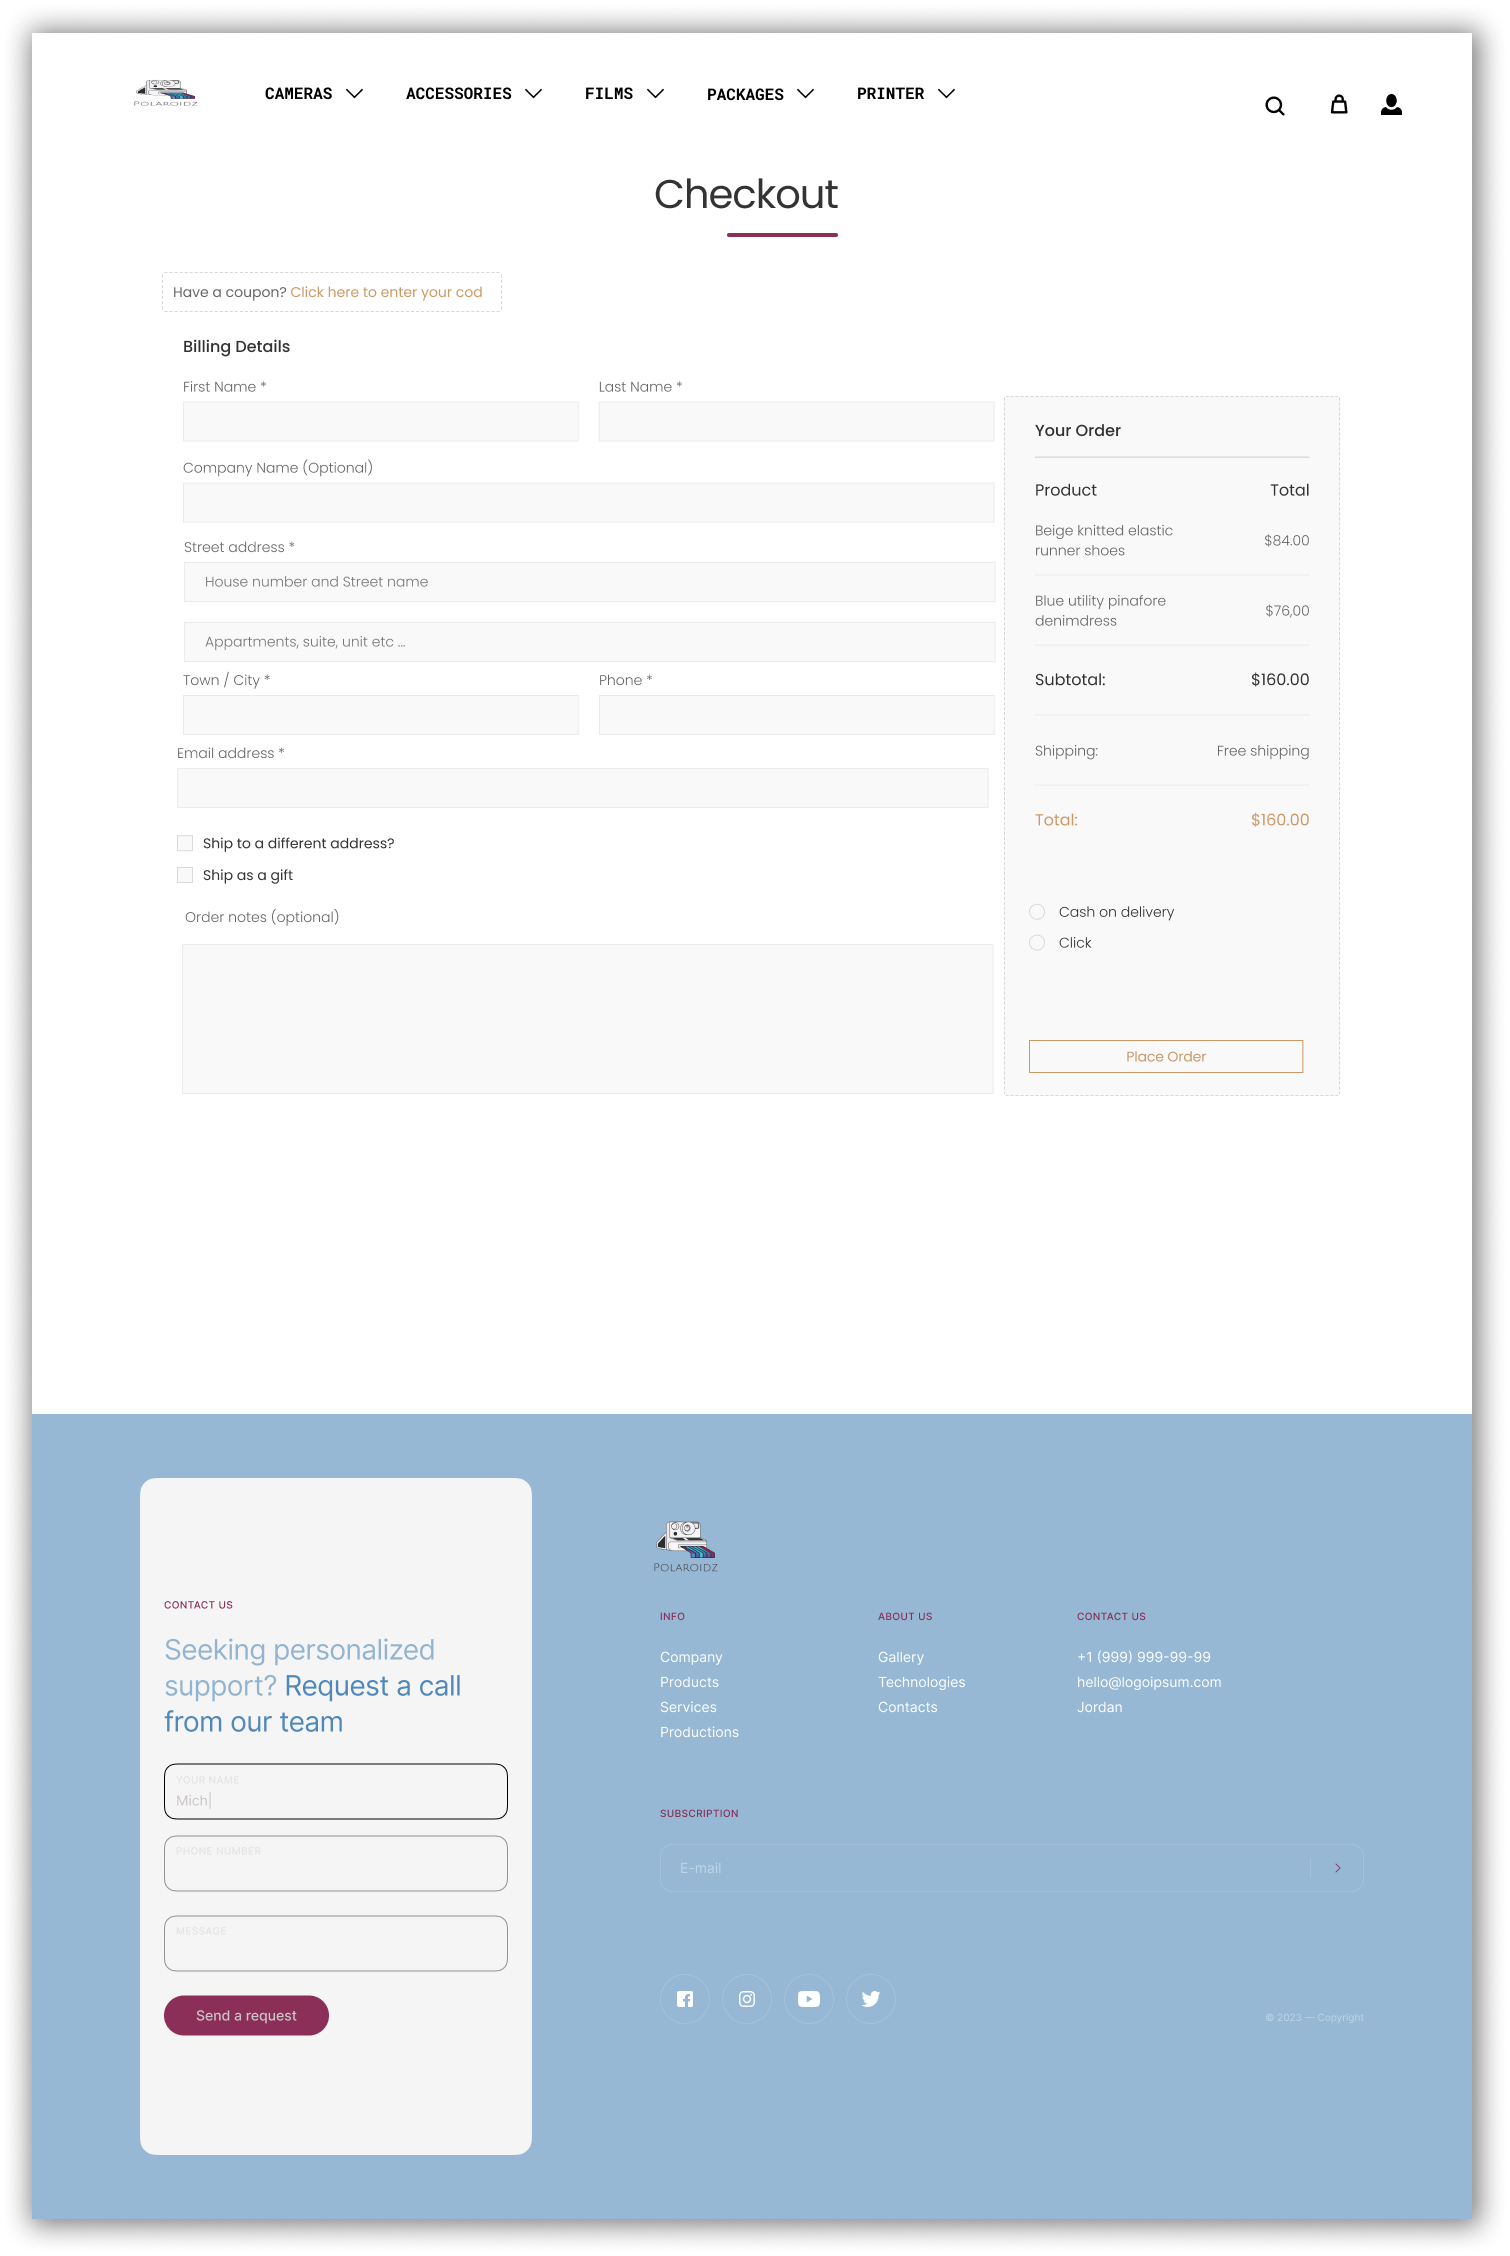 POLAROIDZ
CAMERAS
ACCESSORIES
FILMS
PACKAGES
PRINTER
Checkout
Have a coupon? Click here to enter your cod
Billing Details
First Name *
Last Name *
Company Name (Optional)
Street address *
House number and Street name
Appartments, suite, unit etc ...
Town / City *
Phone *
Email address *
Ship to a different address?
Ship as a gift
Order notes (optional)
Your Order
Product Total
Beige knitted elastic
runner shoes
$84.00
Blue utility pinafore
denimdress
$76,00
Subtotal: $160.00
Shipping: Free shipping
Total: $160.00
Cash on delivery
Click
Place Order
CONTACT US
Seeking personalized
support? Request a call
from our team
YOUR NAME
Mich
PHONE NUMBER
MESSAGE
Send a request
POLAROIDZ
INFO
Company
Products
Services
Productions
ABOUT US
Gallery
Technologies
Contacts
CONTACT US
+1 (999) 999-99-99
hello@logoipsum.com
Jordan
SUBSCRIPTION
E-mail
© 2023 — Copyright